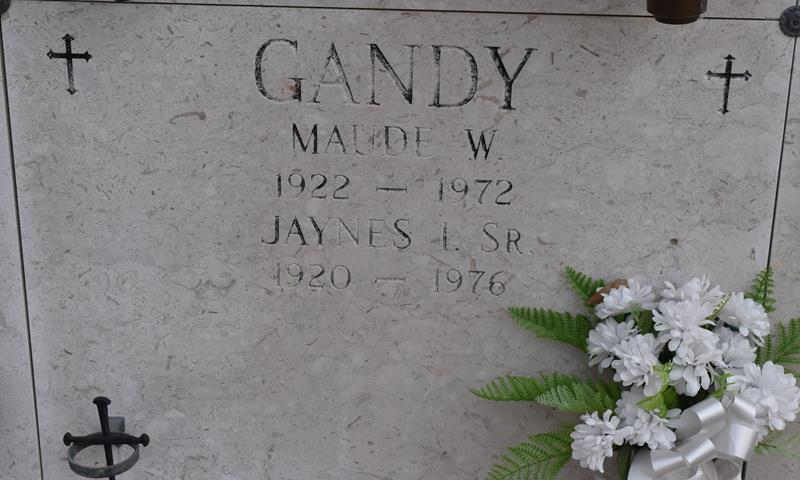 GANDY
MAUDE W.
1922 — 1972
JAYNES I. SR.
1920 — 1976